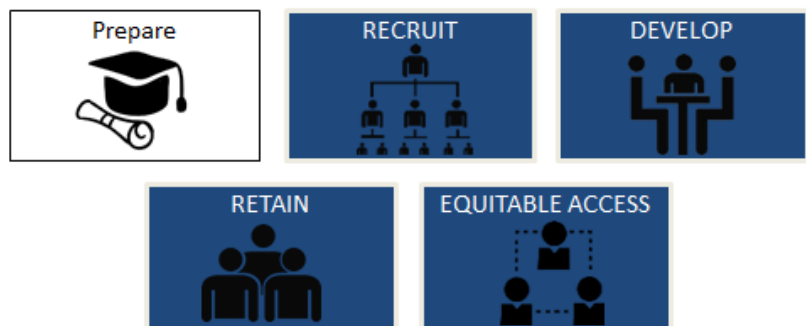 Prepare
RECRUIT
DEVELOP
RETAIN
EQUITABLE ACCESS